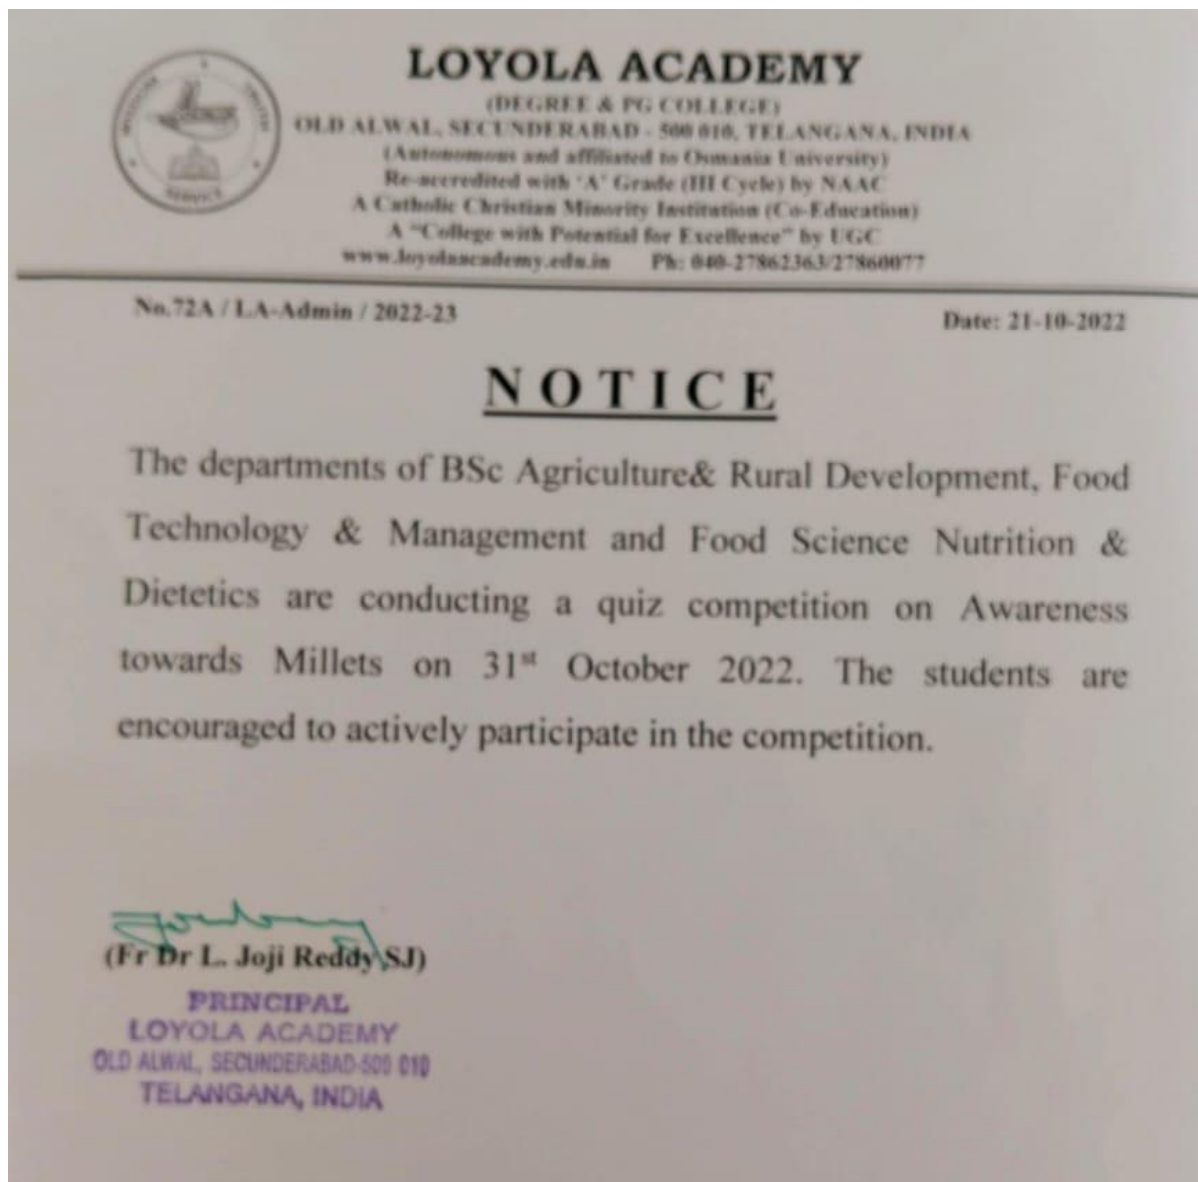 LOYOLA ACADEMY
(DEGREE & PG COLLEGE)
OLD ALWAL, SECUNDERABAD - 500 010, TELANGANA, INDIA
(Autonomous and affiliated to Osmania University)
Re-accredited with 'A' Grade (III Cycle) by NAAC
A Catholic Christian Minority Institution (Co-Education)
A "College with Potential for Excellence" by UGC
www.loyolaacademy.edu.in Ph: 040-27862363/27860077
SERVICE
No.72A / LA-Admin / 2022-23 Date: 21-10-2022
NOTICE
The departments of BSc Agriculture& Rural Development, Food
Technology & Management and Food Science Nutrition &
Dietetics are conducting a quiz competition on Awareness
towards Millets on 31st October 2022. The students are
encouraged to actively participate in the competition.
(Fr Dr L. Joji Reddy SJ)
PRINCIPAL
LOYOLA ACADEMY
OLD ALWAL, SECUNDERABAD-500 010
TELANGANA, INDIA